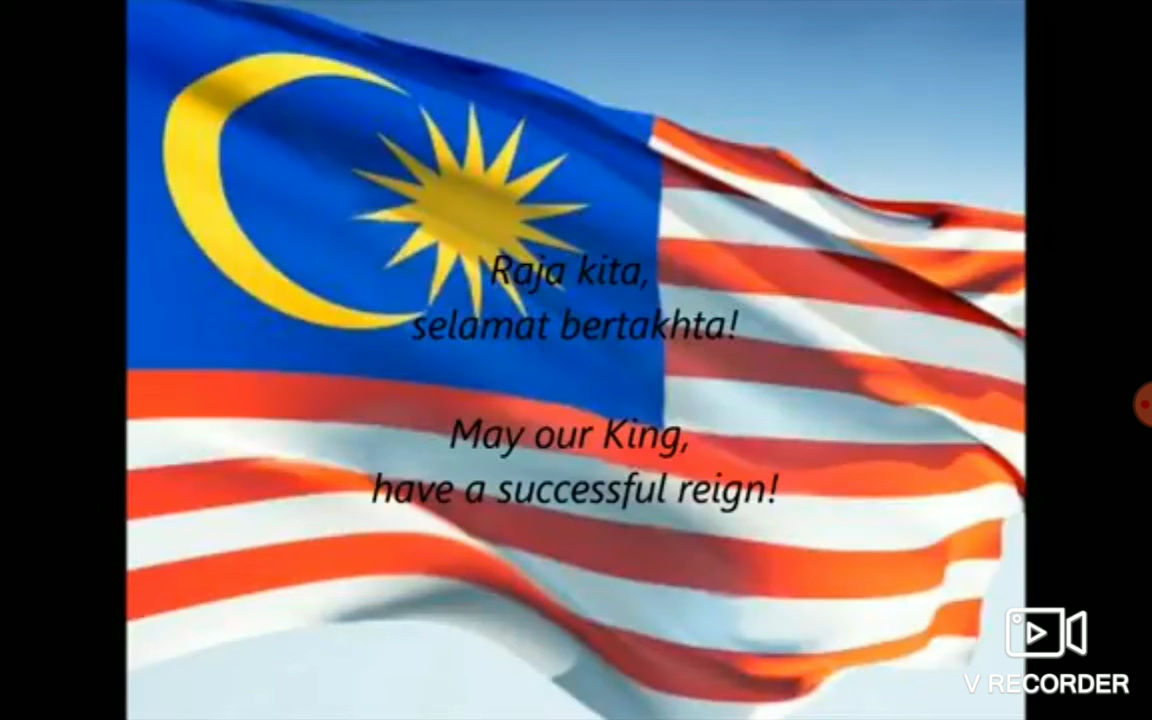 Raja kita,
selamat bertakhta!
May our King,
have a successful reign!
V RECORDER